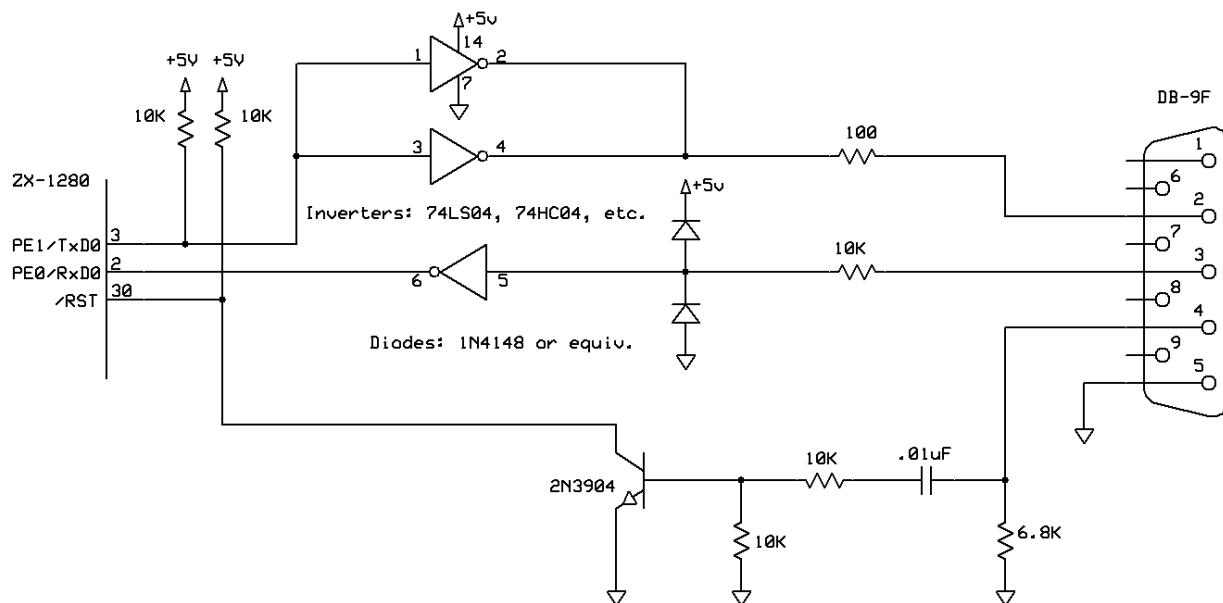 +5v
14
1
2
7
+5V +5V
10K
10K
3
4
100
DB-9F
1
6
2
7
3
8
4
9
5
ZX-1280
+5v
Inverters: 74LS04, 74HC04, etc.
PE1/TxD0 3
PE0/RxD0 2
/RST 30
6
5
10K
Diodes: 1N4148 or equiv.
2N3904
10K
.01uF
10K
6.8K